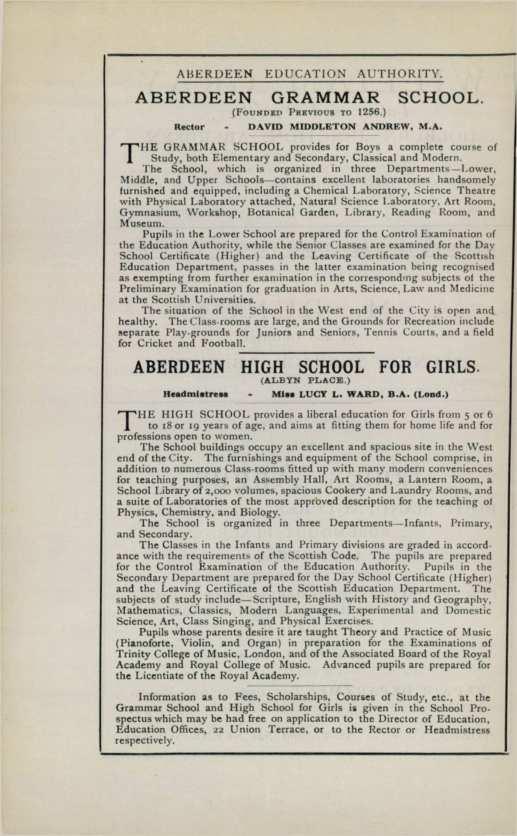 ABERDEEN EDUCATION AUTHORITY.
ABERDEEN GRAMMAR SCHOOL.
(FOUNDED PREVIOUS TO 1256.)
Rector - DAVID MIDDLETON ANDREW, M.A.
THE GRAMMAR SCHOOL provides for Boys a complete course of
Study, both Elementary and Secondary, Classical and Modern.
The School, which is organized in three Departments—Lower,
Middle, and Upper Schools—contains excellent laboratories handsomely
furnished and equipped, including a Chemical Laboratory, Science Theatre
with Physical Laboratory attached, Natural Science Laboratory, Art Room,
Gymnasium, Workshop, Botanical Garden, Library, Reading Room, and
Museum.
Pupils in the Lower School are prepared for the Control Examination of
the Education Authority, while the Senior Classes are examined for the Day
School Certificate (Higher) and the Leaving Certificate of the Scottish
Education Department, passes in the latter examination being recognised
as exempting from further examination in the corresponding subjects of the
Preliminary Examination for graduation in Arts, Science, Law and Medicine
at the Scottish Universities.
The situation of the School in the West end of the City is open and
healthy. The Class-rooms are large, and the Grounds for Recreation include
separate Play-grounds for Juniors and Seniors, Tennis Courts, and a field
for Cricket and Football.
ABERDEEN HIGH SCHOOL FOR GIRLS.
(ALBYN PLACE.)
Headmistress - Miss LUCY L. WARD, B.A. (Lond.)
THE HIGH SCHOOL provides a liberal education for Girls from 5 or 6
to 18 or 19 years of age, and aims at fitting them for home life and for
professions open to women.
The School buildings occupy an excellent and spacious site in the West
end of the City. The furnishings and equipment of the School comprise, in
addition to numerous Class-rooms fitted up with many modern conveniences
for teaching purposes, an Assembly Hall, Art Rooms, a Lantern Room, a
School Library of 2,000 volumes, spacious Cookery and Laundry Rooms, and
a suite of Laboratories of the most approved description for the teaching of
Physics, Chemistry, and Biology.
The School is organized in three Departments—Infants, Primary,
and Secondary.
The Classes in the Infants and Primary divisions are graded in accord-
ance with the requirements of the Scottish Code. The pupils are prepared
for the Control Examination of the Education Authority. Pupils in the
Secondary Department are prepared for the Day School Certificate (Higher)
and the Leaving Certificate of the Scottish Education Department. The
subjects of study include—Scripture, English with History and Geography,
Mathematics, Classics, Modern Languages, Experimental and Domestic
Science, Art, Class Singing, and Physical Exercises.
Pupils whose parents desire it are taught Theory and Practice of Music
(Pianoforte, Violin, and Organ) in preparation for the Examinations of
Trinity College of Music, London, and of the Associated Board of the Royal
Academy and Royal College of Music. Advanced pupils are prepared for
the Licentiate of the Royal Academy.
Information as to Fees, Scholarships, Courses of Study, etc., at the
Grammar School and High School for Girls is given in the School Pro-
spectus which may be had free on application to the Director of Education,
Education Offices, 22 Union Terrace, or to the Rector or Headmistress
respectively.